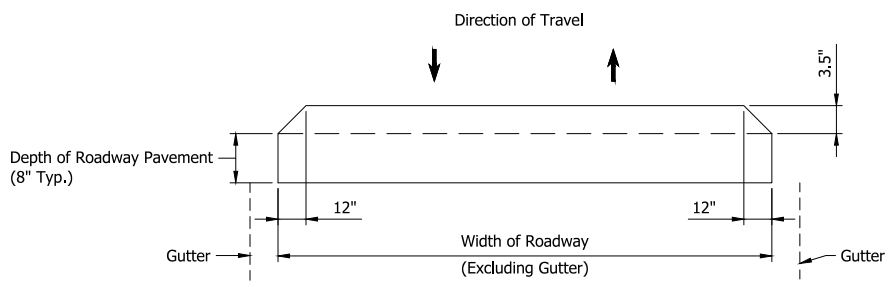 Direction of Travel
3.5"
Depth of Roadway Pavement
(8" Typ.)
12"
12"
Gutter
Width of Roadway
(Excluding Gutter)
Gutter